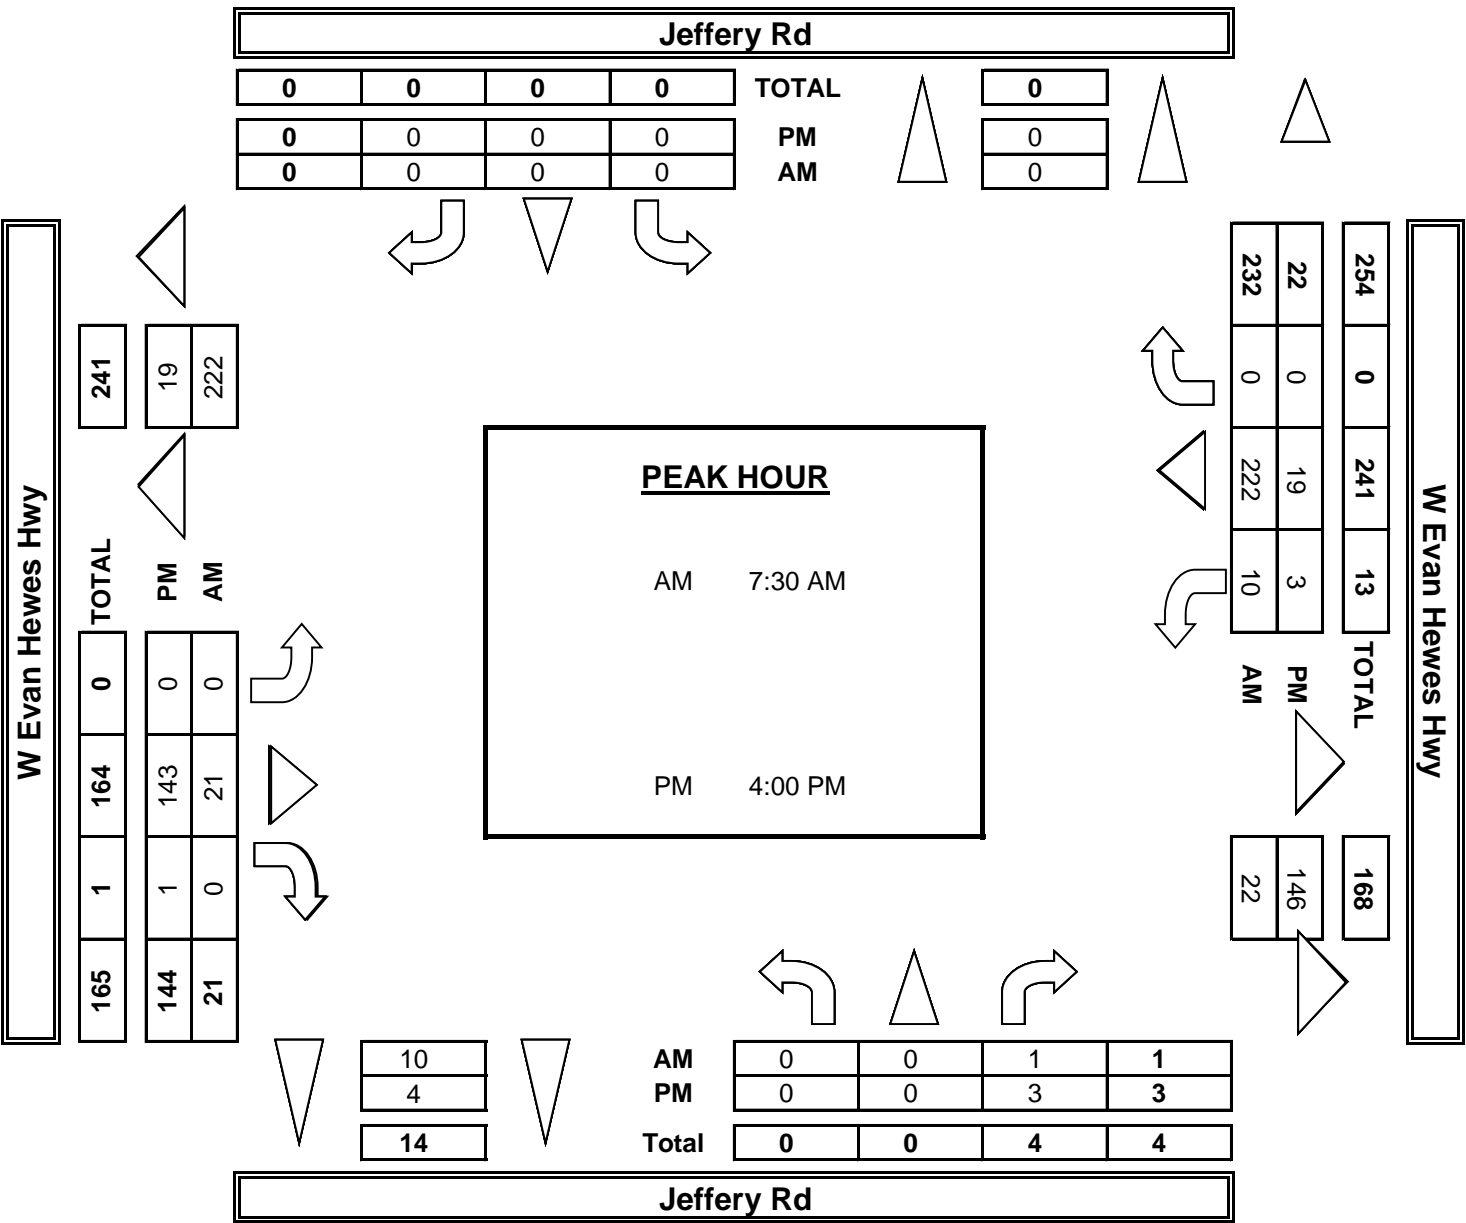 Jeffery Rd
0 0 0 0 TOTAL 0
0 0 0 0 PM 0
0 0 0 0 AM 0
W Evan Hewes Hwy
241 19 222
TOTAL PM AM
0 0 0
164 143 21
1 1 0
165 144 21
PEAK HOUR
AM 7:30 AM
PM 4:00 PM
232 22 254
0 0 0
222 19 241
10 3 13
AM PM TOTAL
22 146 168
W Evan Hewes Hwy
10 AM 0 0 1 1
4 PM 0 0 3 3
14 Total 0 0 4 4
Jeffery Rd